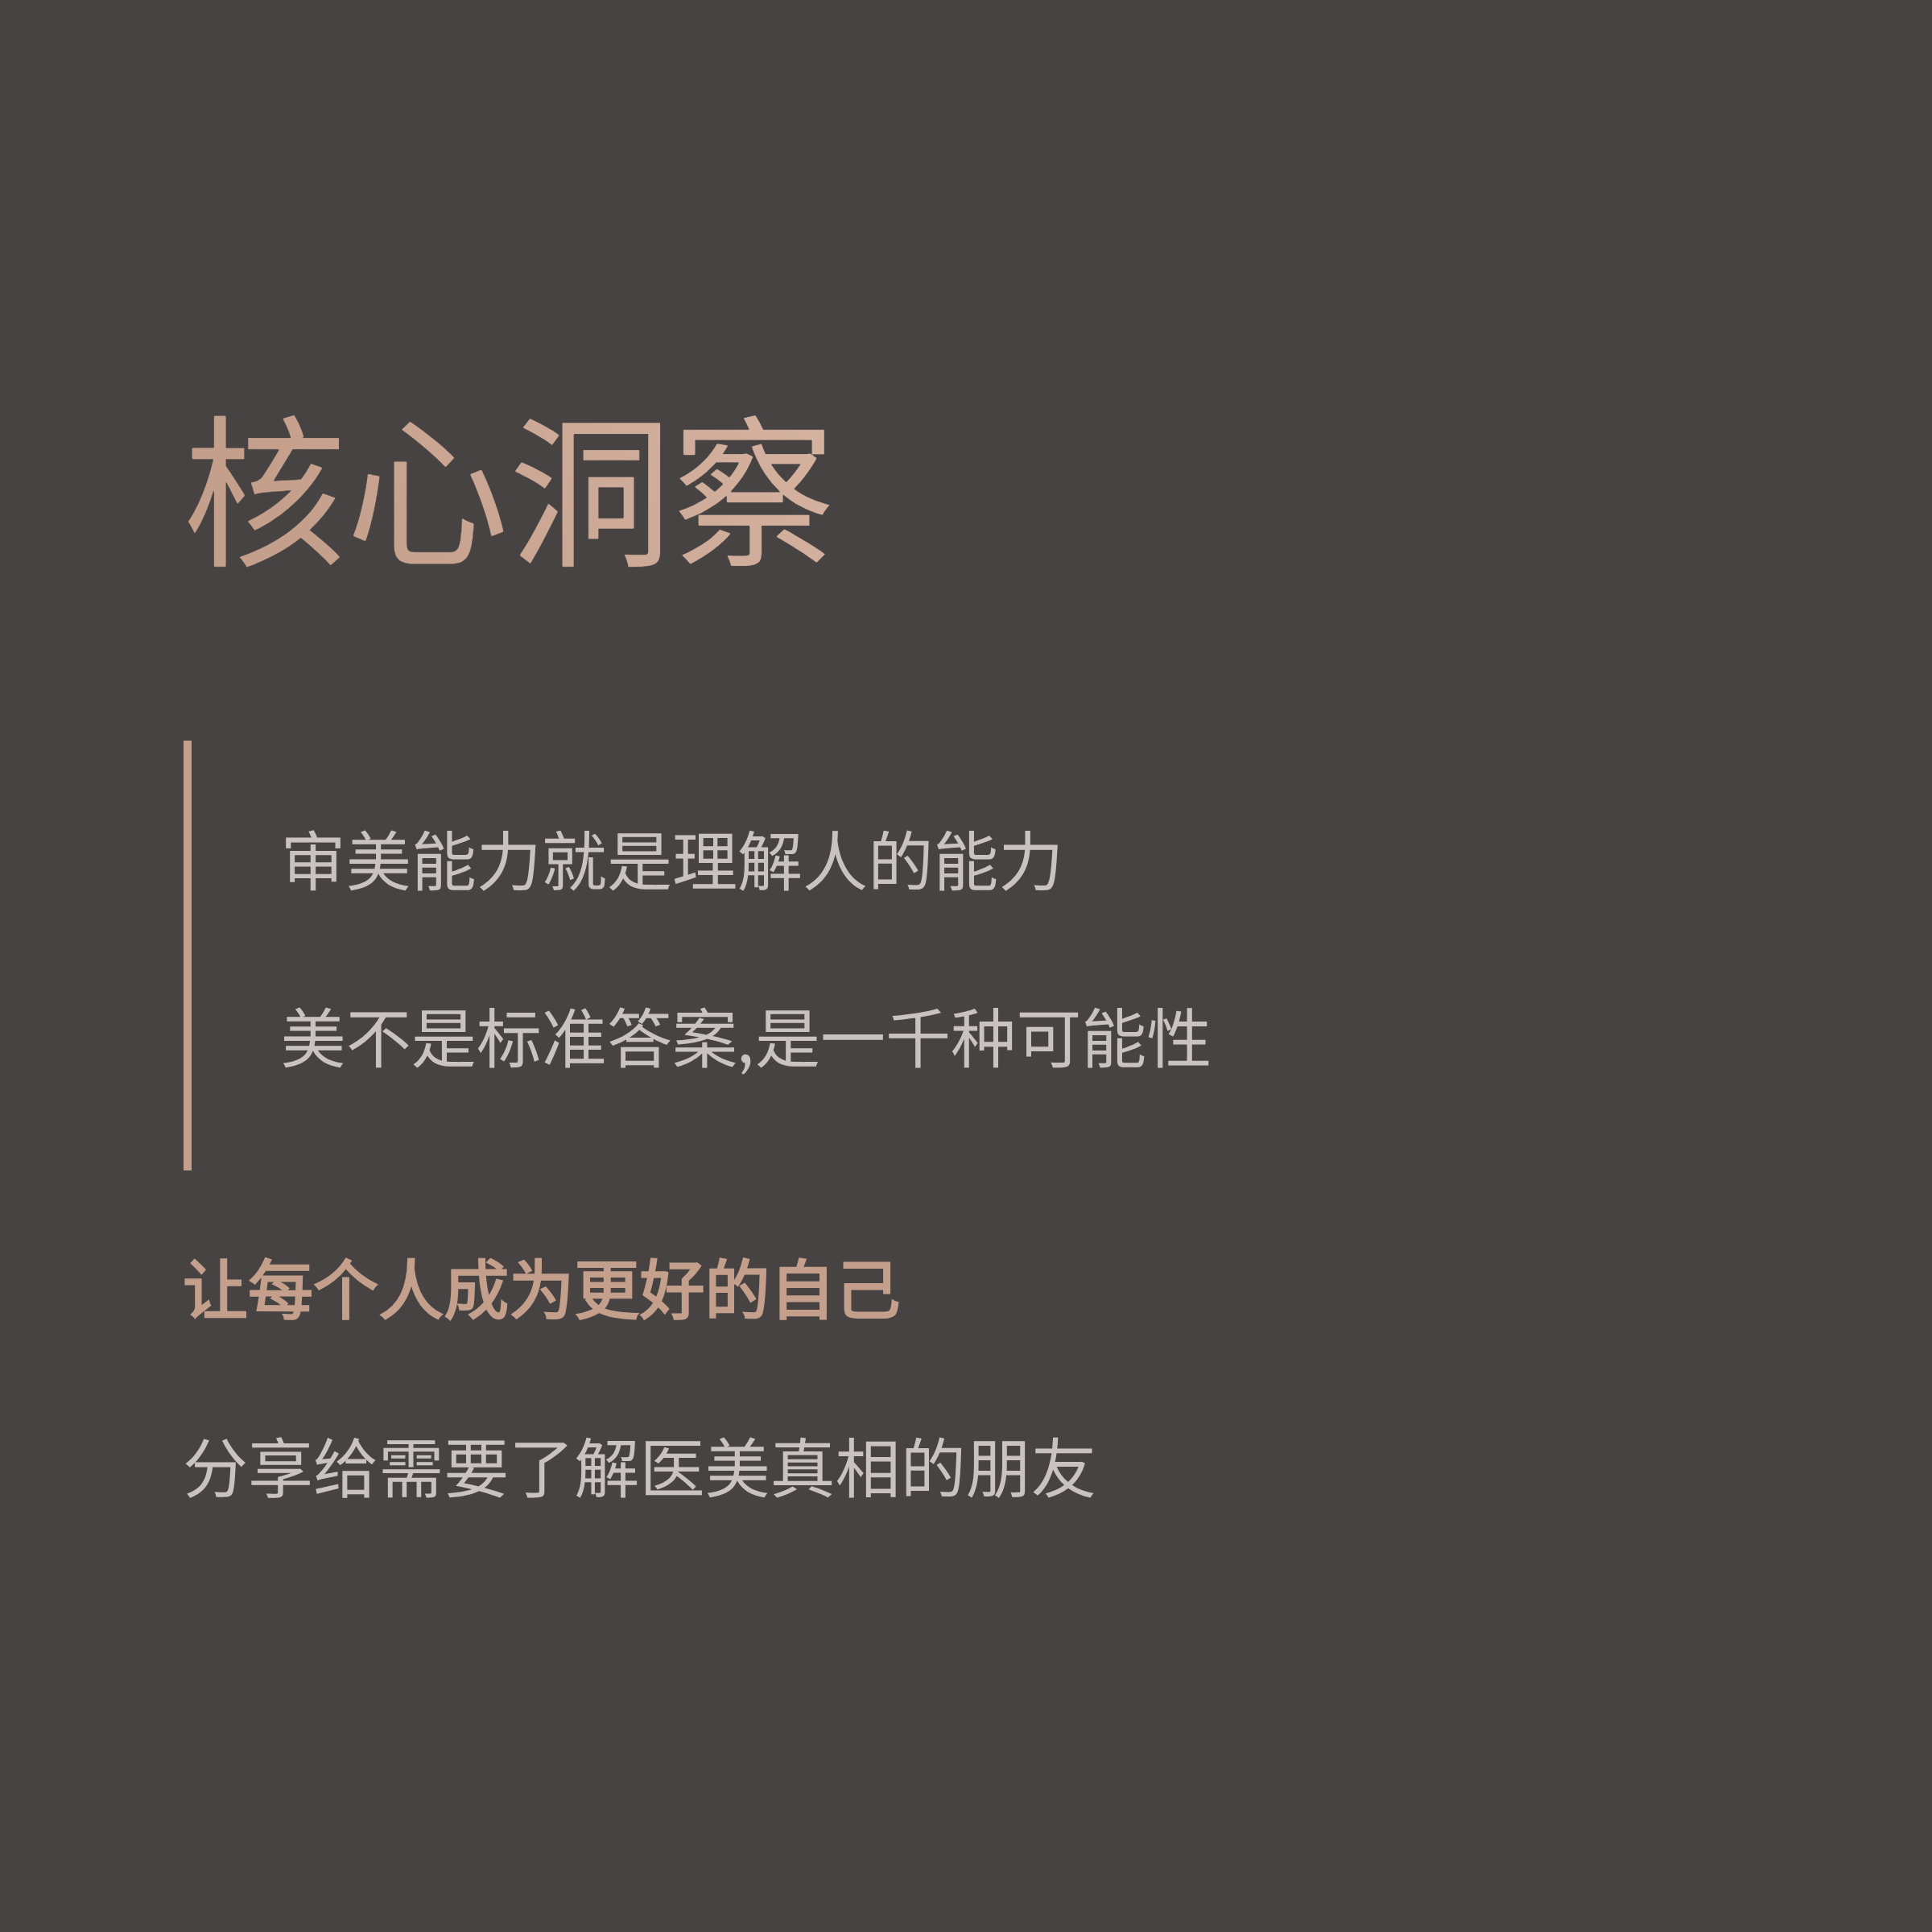 核心洞察
审美能力就是理解人的能力
美不是标准答案，是一千种可能性
让每个人成为更好的自己
分享给需要了解因美真相的朋友